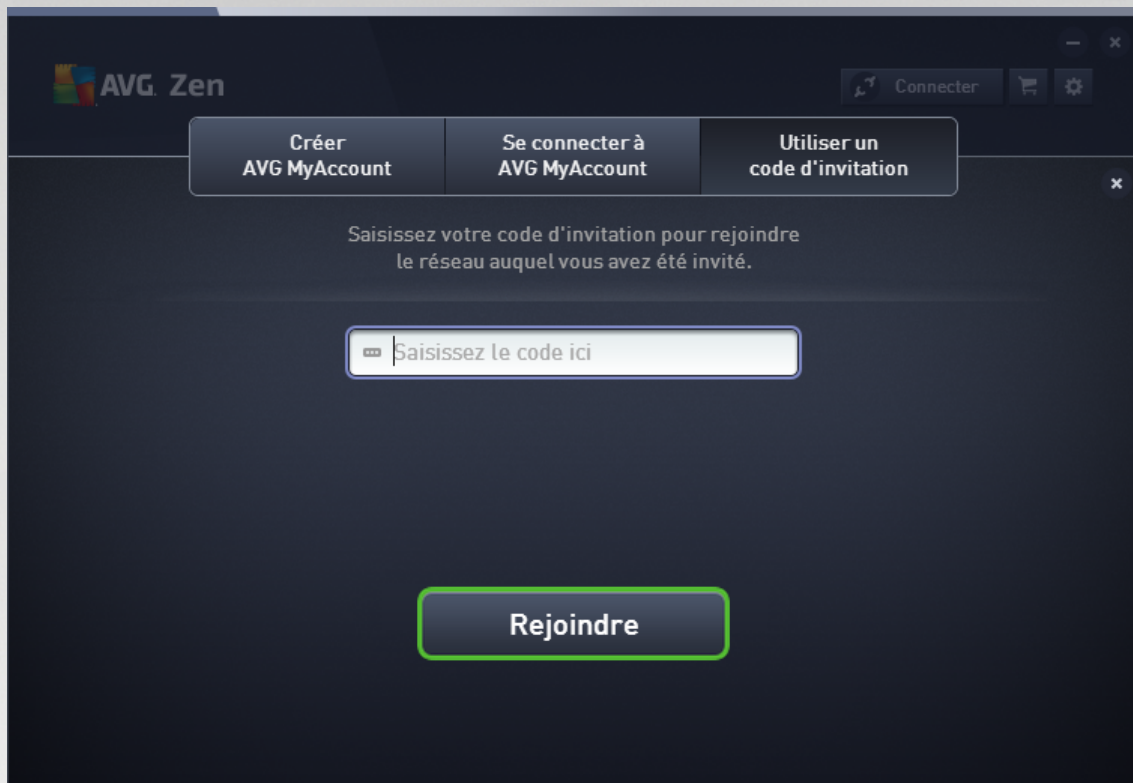 AVG. Zen
Connecter
Créer
AVG MyAccount
Se connecter à
AVG MyAccount
Utiliser un
code d'invitation
Saisissez votre code d'invitation pour rejoindre
le réseau auquel vous avez été invité.
Saisissez le code ici
Rejoindre